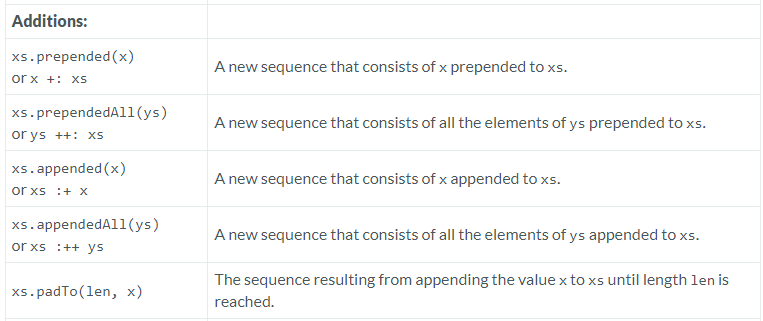 Additions:
xs.prepended(x)
or x +: xs
A new sequence that consists of x prepended to xs.
xs.prependedAll(ys)
or ys ++: xs
A new sequence that consists of all the elements of ys prepended to xs.
xs.appended(x)
or xs :+ x
A new sequence that consists of x appended to xs.
xs.appendedAll(ys)
or xs :++ ys
A new sequence that consists of all the elements of ys appended to xs.
xs.padTo(len, x)
The sequence resulting from appending the value x to xs until length len is
reached.